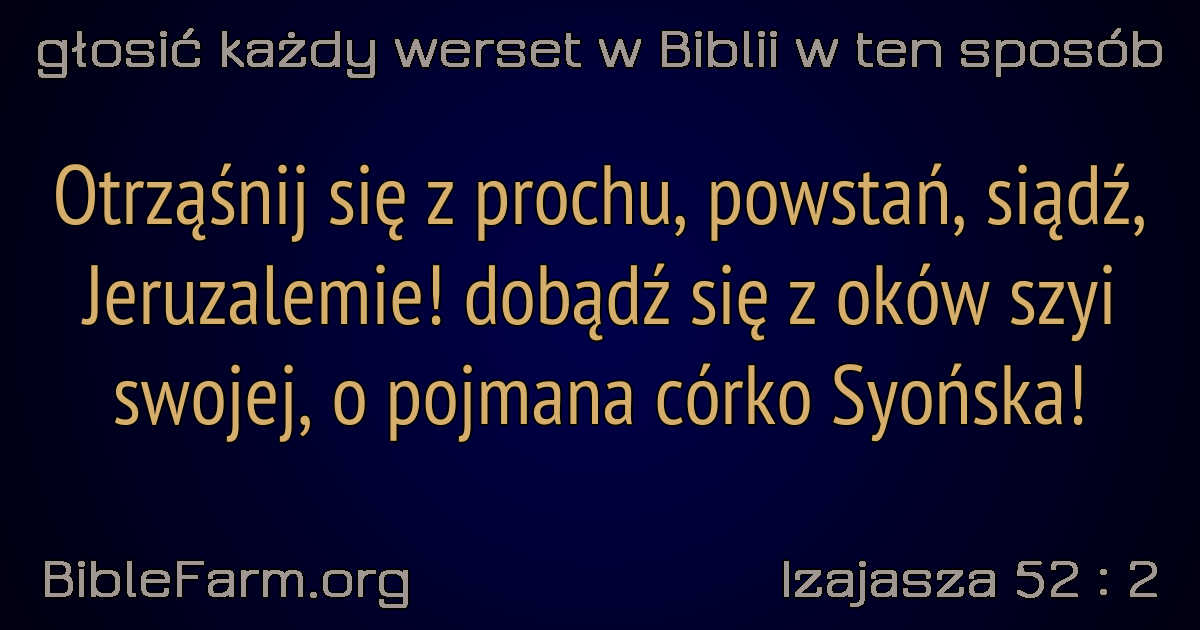 głosić każdy werset w Biblii w ten sposób
Otrząśnij się z prochu, powstań, siądź,
Jeruzalemie! dobądź się z oków szyi
swojej, o pojmana córko Syońska!
BibleFarm.org
Izajasza 52 : 2